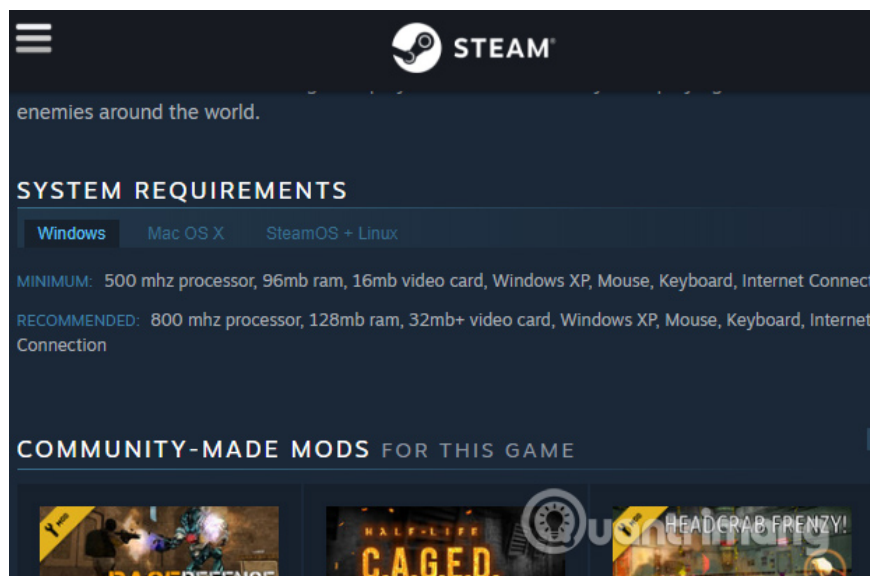 STEAM
enemies around the world.
SYSTEM REQUIREMENTS
Windows Mac OS X SteamOS + Linux
MINIMUM: 500 mhz processor, 96mb ram, 16mb video card, Windows XP, Mouse, Keyboard, Internet Connect
RECOMMENDED: 800 mhz processor, 128mb ram, 32mb+ video card, Windows XP, Mouse, Keyboard, Internet
Connection
COMMUNITY-MADE MODS FOR THIS GAME
MOD
HALF-LIFE
C.A.G.E.D.
HEADCRAB FRENZY!
Quantrimang